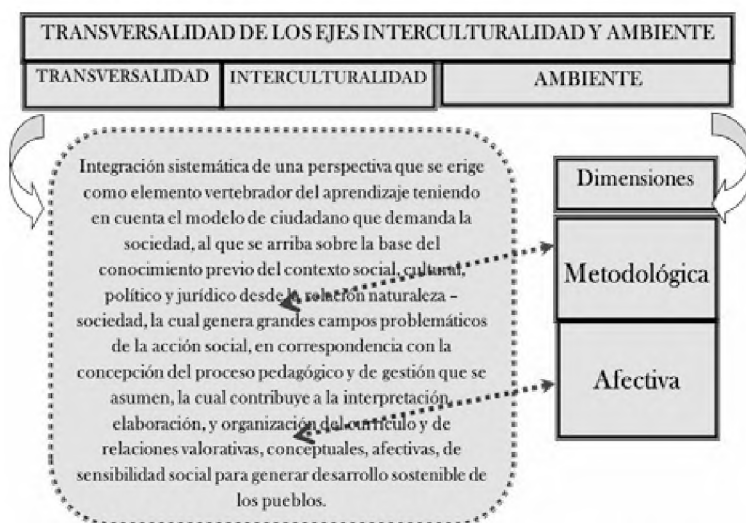 TRANSVERSALIDAD DE LOS EJES INTERCULTURALIDAD Y AMBIENTE
TRANSVERSALIDAD
INTERCULTURALIDAD
AMBIENTE
Integración sistemática de una perspectiva que se erige
como elemento vertebrador del aprendizaje teniendo
en cuenta el modelo de ciudadano que demanda la
sociedad, al que se arriba sobre la base del
conocimiento previo del contexto social, cultural,
político y jurídico desde la relación naturaleza –
sociedad, la cual genera grandes campos problemáticos
de la acción social, en correspondencia con la
concepción del proceso pedagógico y de gestión que se
asumen, la cual contribuye a la interpretación,
elaboración, y organización del currículo y de
relaciones valorativas, conceptuales, afectivas, de
sensibilidad social para generar desarrollo sostenible de
los pueblos.
Dimensiones
Metodológica
Afectiva